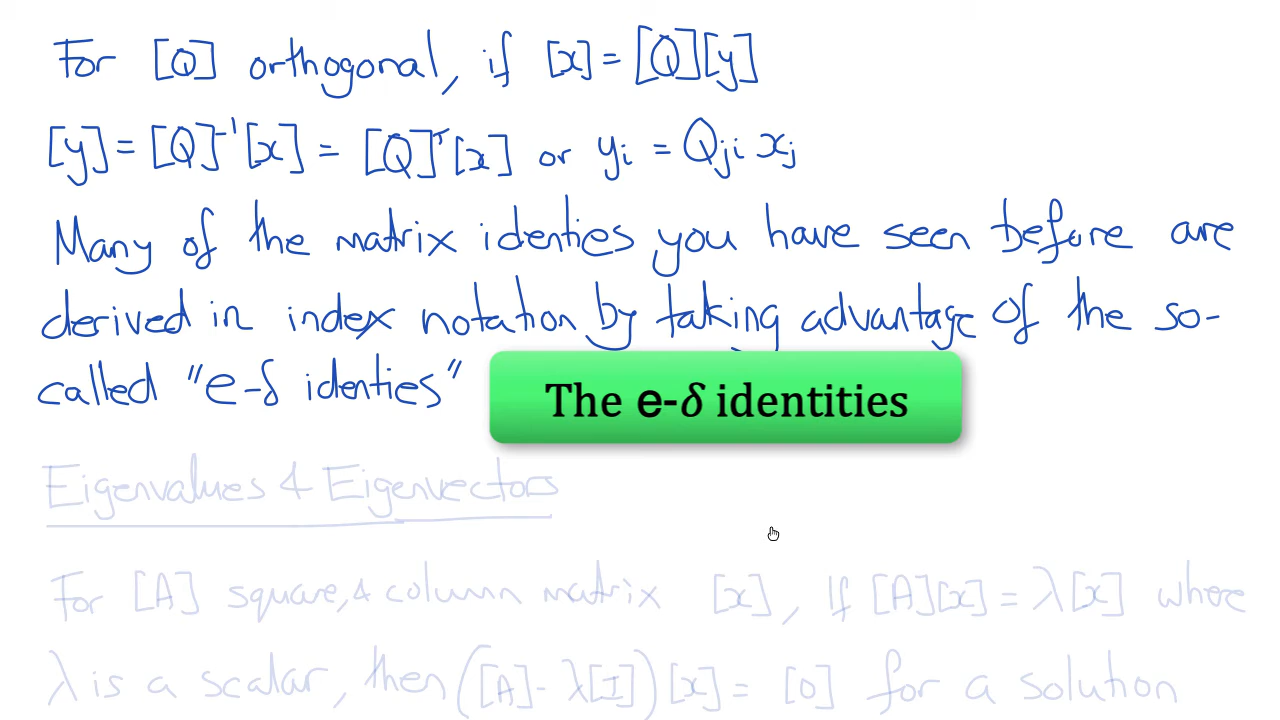 For [Q] orthogonal, if [x] = [Q][y]
[y] = [Q]⁻¹[x] = [Q]ᵀ[x] or yᵢ = Qⱼᵢ xⱼ
Many of the matrix identies you have seen before are
derived in index notation by taking advantage of the so-
called "e-δ identies"
The e-δ identities
Eigenvalues & Eigenvectors
For [A] square, & column matrix [x], If [A][x] = λ[x] where
λ is a scalar, then ([A] - λ[I])[x] = [0] for a solution